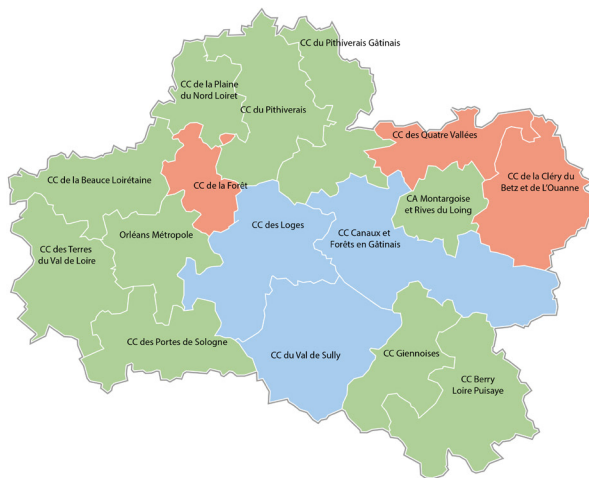 CC du Pithiverais Gâtinais
CC de la Plaine
du Nord Loiret
CC du Pithiverais
CC des Quatre Vallées
CC de la Beauce Loirétaine
CC de la Forêt
CC de la Cléry du
Betz et de L'Ouanne
CA Montargoise
et Rives du Loing
CC des Loges
CC Canaux et
Forêts en Gâtinais
Orléans Métropole
CC des Terres
du Val de Loire
CC des Portes de Sologne
CC du Val de Sully
CC Giennoises
CC Berry
Loire Puisaye